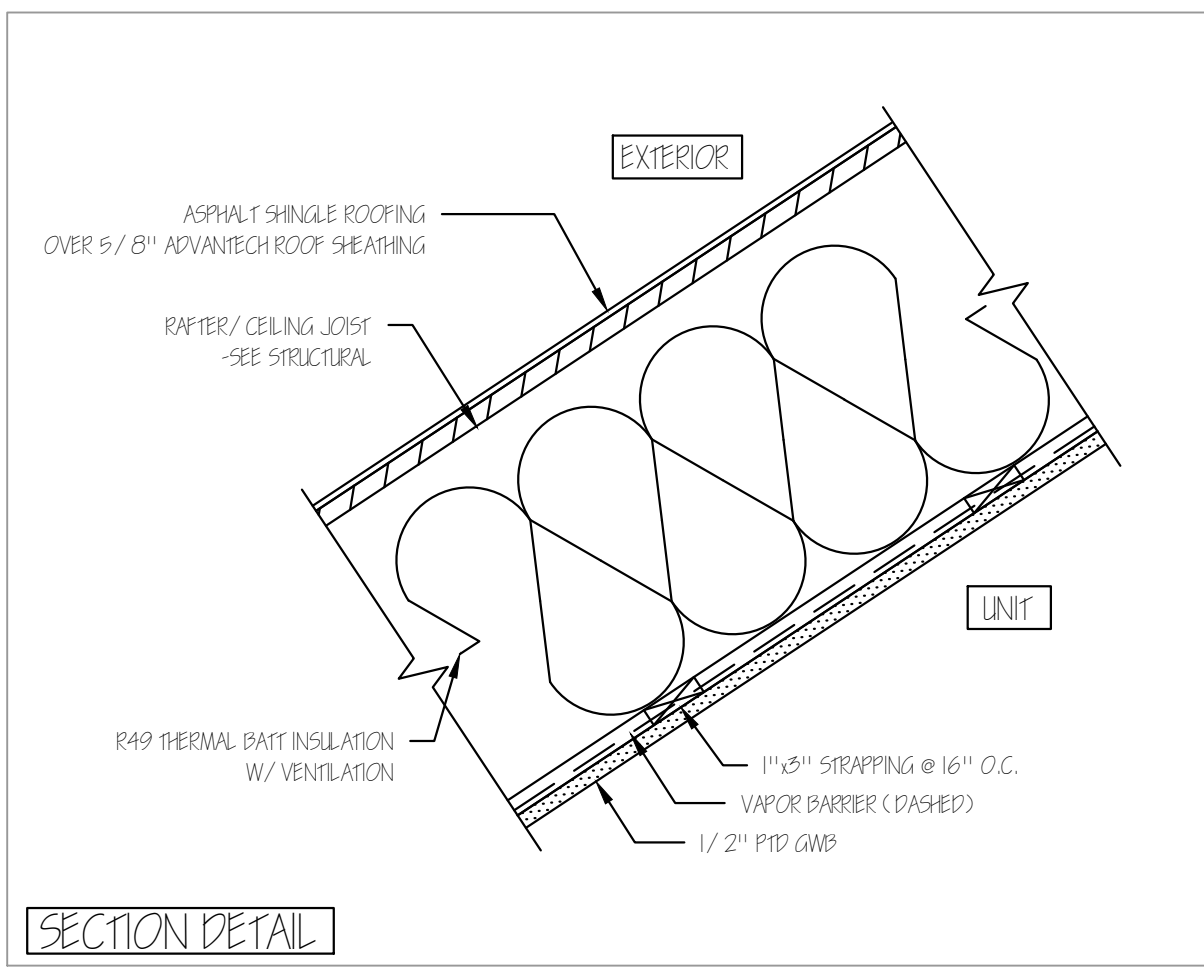 EXTERIOR
ASPHALT SHINGLE ROOFING
OVER 5/8" ADVANTECH ROOF SHEATHING
RAFTER/ CEILING JOIST
-SEE STRUCTURAL
UNIT
R49 THERMAL BATT INSULATION
W/ VENTILATION
1"x3" STRAPPING @ 16" O.C.
VAPOR BARRIER (DASHED)
1/2" PTD GWB
SECTION DETAIL